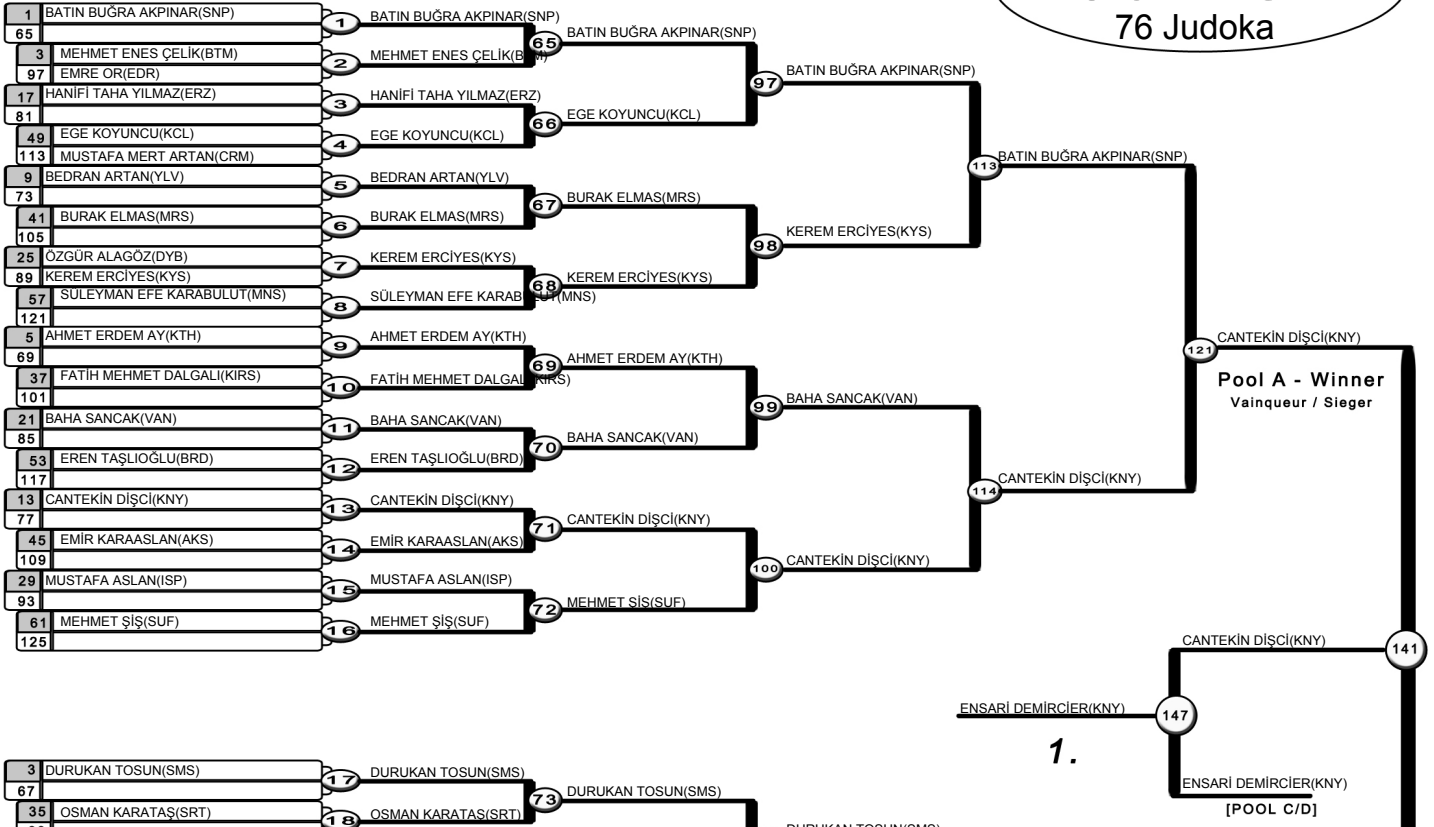 76 Judoka
1 BATIN BUĞRA AKPINAR(SNP)
65
3 MEHMET ENES ÇELİK(BTM)
97 EMRE OR(EDR)
17 HANİFİ TAHA YILMAZ(ERZ)
81
49 EGE KOYUNCU(KCL)
113 MUSTAFA MERT ARTAN(CRM)
9 BEDRAN ARTAN(YLV)
73
41 BURAK ELMAS(MRS)
105
25 ÖZGÜR ALAGÖZ(DYB)
89 KEREM ERCİYES(KYS)
57 SÜLEYMAN EFE KARABULUT(MNS)
121
5 AHMET ERDEM AY(KTH)
69
37 FATİH MEHMET DALGALI(KIRS)
101
21 BAHA SANCAK(VAN)
85
53 EREN TAŞLIOĞLU(BRD)
117
13 CANTEKİN DİŞCİ(KNY)
77
45 EMİR KARAASLAN(AKS)
109
29 MUSTAFA ASLAN(ISP)
93
61 MEHMET ŞİŞ(SUF)
125
1 BATIN BUĞRA AKPINAR(SNP)
2 MEHMET ENES ÇELİK(BTM)
3 HANİFİ TAHA YILMAZ(ERZ)
4 EGE KOYUNCU(KCL)
5 BEDRAN ARTAN(YLV)
6 BURAK ELMAS(MRS)
7 KEREM ERCİYES(KYS)
8 SÜLEYMAN EFE KARABULUT(MNS)
9 AHMET ERDEM AY(KTH)
10 FATİH MEHMET DALGALI(KIRS)
11 BAHA SANCAK(VAN)
12 EREN TAŞLIOĞLU(BRD)
13 CANTEKİN DİŞCİ(KNY)
14 EMİR KARAASLAN(AKS)
15 MUSTAFA ASLAN(ISP)
16 MEHMET ŞİŞ(SUF)
65 BATIN BUĞRA AKPINAR(SNP)
66 EGE KOYUNCU(KCL)
67 BURAK ELMAS(MRS)
68 KEREM ERCİYES(KYS)
69 AHMET ERDEM AY(KTH)
70 BAHA SANCAK(VAN)
71 CANTEKİN DİŞCİ(KNY)
72 MEHMET ŞİŞ(SUF)
97 BATIN BUĞRA AKPINAR(SNP)
98 KEREM ERCİYES(KYS)
99 BAHA SANCAK(VAN)
100 CANTEKİN DİŞCİ(KNY)
113 BATIN BUĞRA AKPINAR(SNP)
114 CANTEKİN DİŞCİ(KNY)
121 CANTEKİN DİŞCİ(KNY)
Pool A - Winner
Vainqueur / Sieger
CANTEKİN DİŞCİ(KNY)
141
ENSARİ DEMİRCİER(KNY)
147
1.
ENSARİ DEMİRCİER(KNY)
[POOL C/D]
3 DURUKAN TOSUN(SMS)
67
35 OSMAN KARATAŞ(SRT)
17 DURUKAN TOSUN(SMS)
18 OSMAN KARATAŞ(SRT)
73 DURUKAN TOSUN(SMS)
DURUKAN TOSUN(SMS)